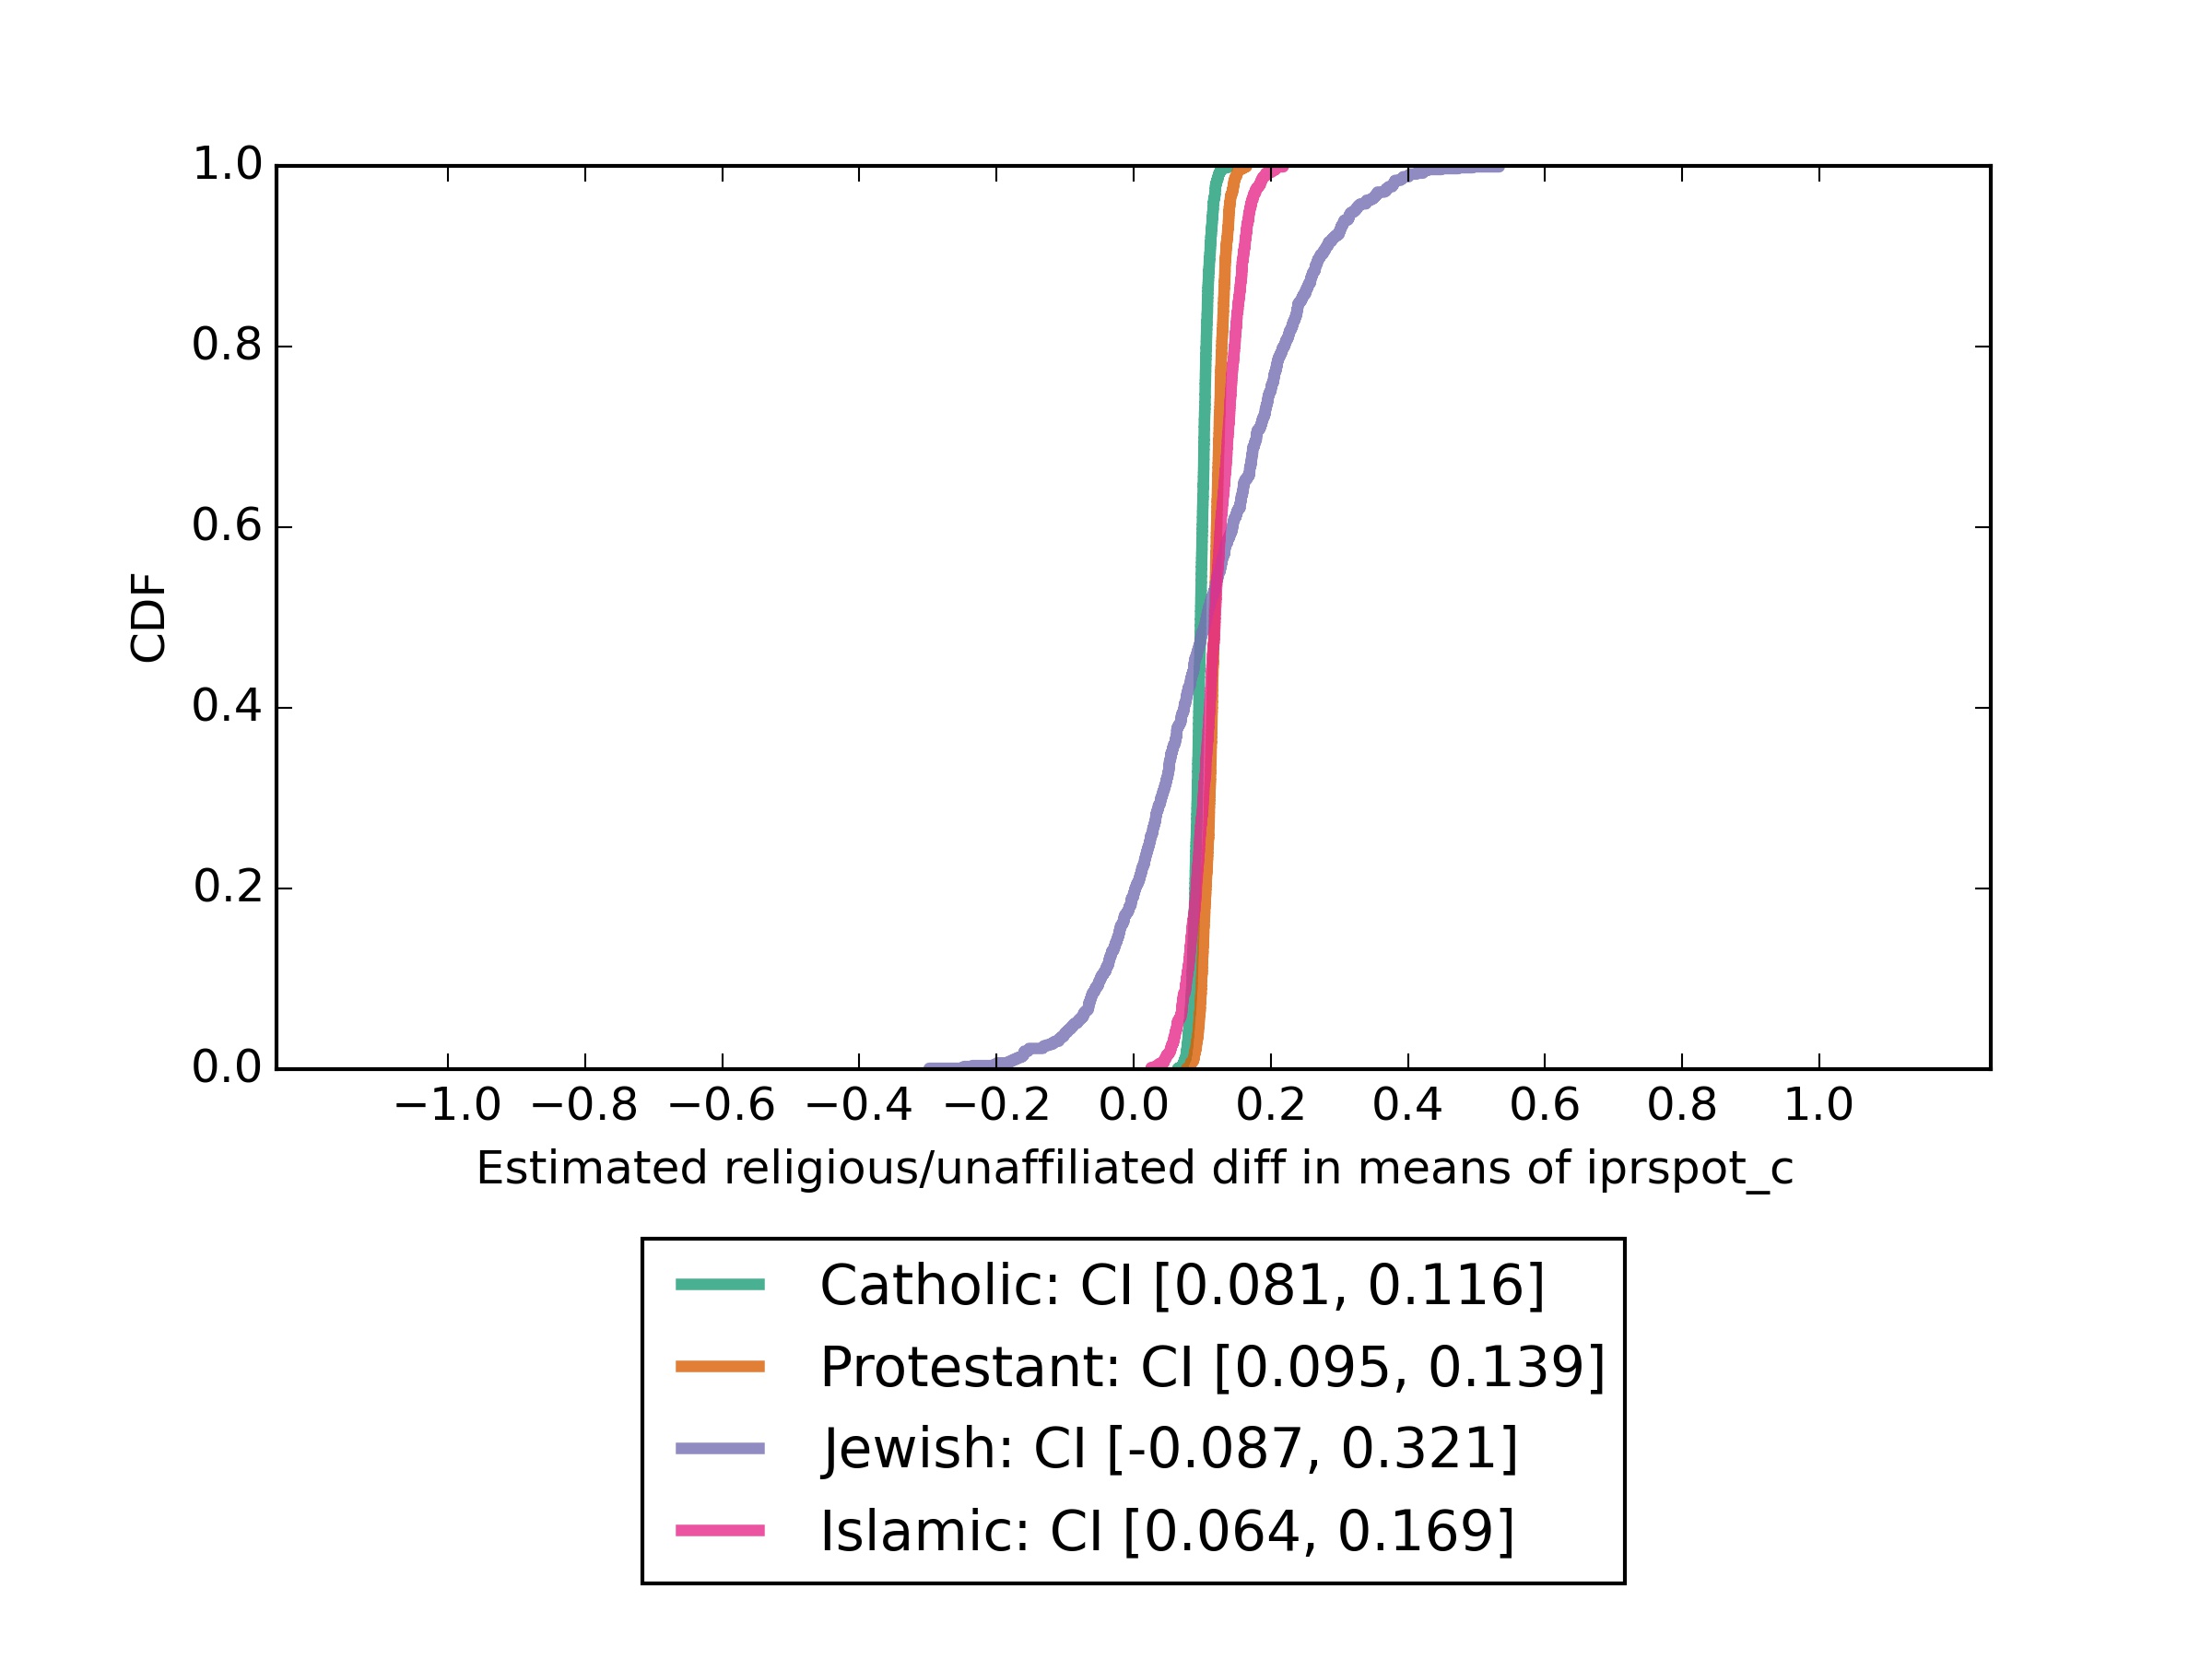 1.0
0.8
0.6
0.4
0.2
0.0
CDF
−1.0 −0.8 −0.6 −0.4 −0.2 0.0 0.2 0.4 0.6 0.8 1.0
Estimated religious/unaffiliated diff in means of iprspot_c
Catholic: CI [0.081, 0.116]
Protestant: CI [0.095, 0.139]
Jewish: CI [-0.087, 0.321]
Islamic: CI [0.064, 0.169]